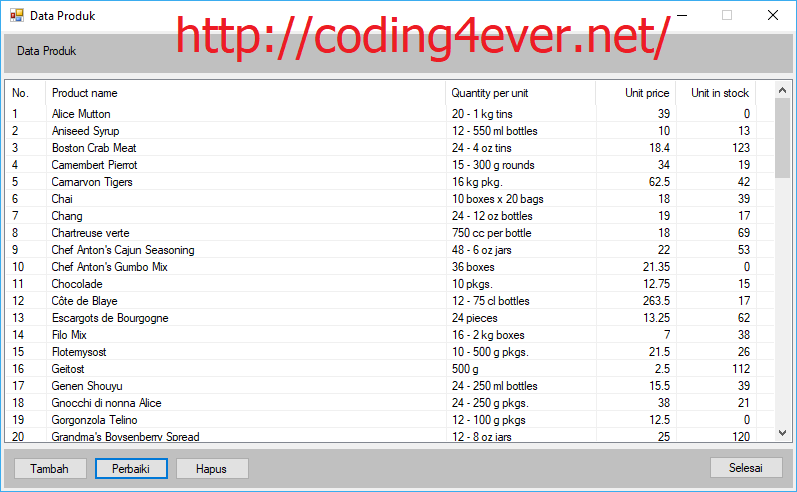 Data Produk
http://coding4ever.net/
Data Produk
No. Product name Quantity per unit Unit price Unit in stock
1 Alice Mutton 20 - 1 kg tins 39 0
2 Aniseed Syrup 12 - 550 ml bottles 10 13
3 Boston Crab Meat 24 - 4 oz tins 18.4 123
4 Camembert Pierrot 15 - 300 g rounds 34 19
5 Carnarvon Tigers 16 kg pkg. 62.5 42
6 Chai 10 boxes x 20 bags 18 39
7 Chang 24 - 12 oz bottles 19 17
8 Chartreuse verte 750 cc per bottle 18 69
9 Chef Anton's Cajun Seasoning 48 - 6 oz jars 22 53
10 Chef Anton's Gumbo Mix 36 boxes 21.35 0
11 Chocolade 10 pkgs. 12.75 15
12 Côte de Blaye 12 - 75 cl bottles 263.5 17
13 Escargots de Bourgogne 24 pieces 13.25 62
14 Filo Mix 16 - 2 kg boxes 7 38
15 Flotemysost 10 - 500 g pkgs. 21.5 26
16 Geitost 500 g 2.5 112
17 Genen Shouyu 24 - 250 ml bottles 15.5 39
18 Gnocchi di nonna Alice 24 - 250 g pkgs. 38 21
19 Gorgonzola Telino 12 - 100 g pkgs 12.5 0
20 Grandma's Boysenberry Spread 12 - 8 oz jars 25 120
Tambah Perbaiki Hapus Selesai